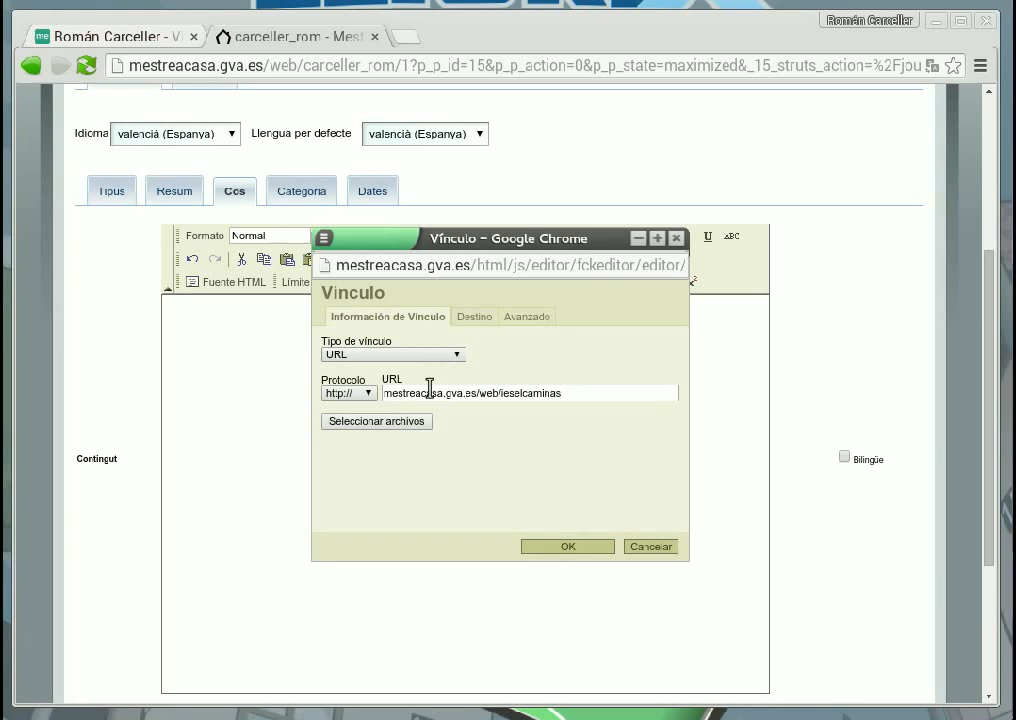 Román Carceller
me Román Carceller - V
carceller_rom - Mest
mestreacasa.gva.es/web/carceller_rom/1?p_p_id=15&p_p_action=0&p_p_state=maximized&_15_struts_action=%2Fjou
Idioma valencià (Espanya) Llengua per defecte valencià (Espanya)
Tipus Resum Cos Categoria Dates
Formato Normal
U ABC
Fuente HTML Límite
Vínculo - Google Chrome
mestreacasa.gva.es/html/js/editor/fckeditor/editor/
Vínculo
Información de Vínculo Destino Avanzado
Tipo de vínculo
URL
Protocolo URL
http:// mestreacasa.gva.es/web/ieselcaminas
Seleccionar archivos
Contingut
Bilingüe
OK Cancelar